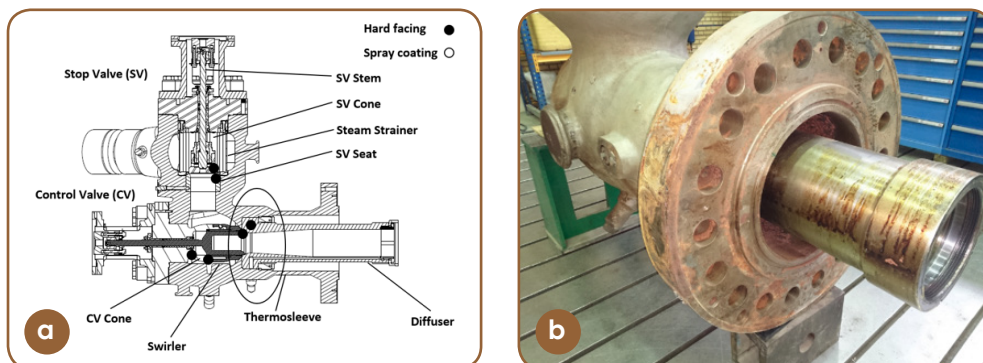 Hard facing
Spray coating
Stop Valve (SV)
SV Stem
SV Cone
Steam Strainer
SV Seat
Control Valve (CV)
CV Cone
Thermosleeve
Diffuser
Swirler
a
b